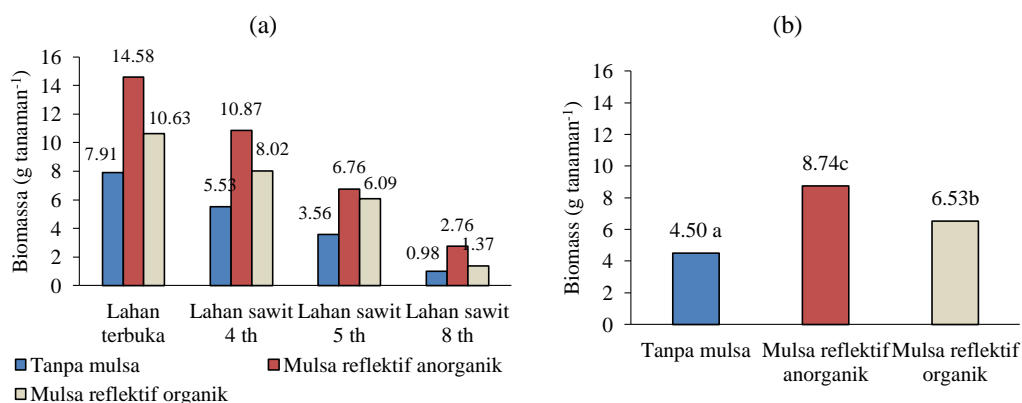 (a)
Biomassa (g tanaman⁻¹)
16
14
12
10
8
6
4
2
0
14.58
10.63
7.91
10.87
8.02
5.53
6.76
6.09
3.56
2.76
1.37
0.98
Lahan terbuka
Lahan sawit 4 th
Lahan sawit 5 th
Lahan sawit 8 th
Tanpa mulsa
Mulsa reflektif anorganik
Mulsa reflektif organik
(b)
Biomass (g tanaman⁻¹)
16
14
12
10
8
6
4
2
0
4.50 a
8.74c
6.53b
Tanpa mulsa
Mulsa reflektif
anorganik
Mulsa reflektif
organik